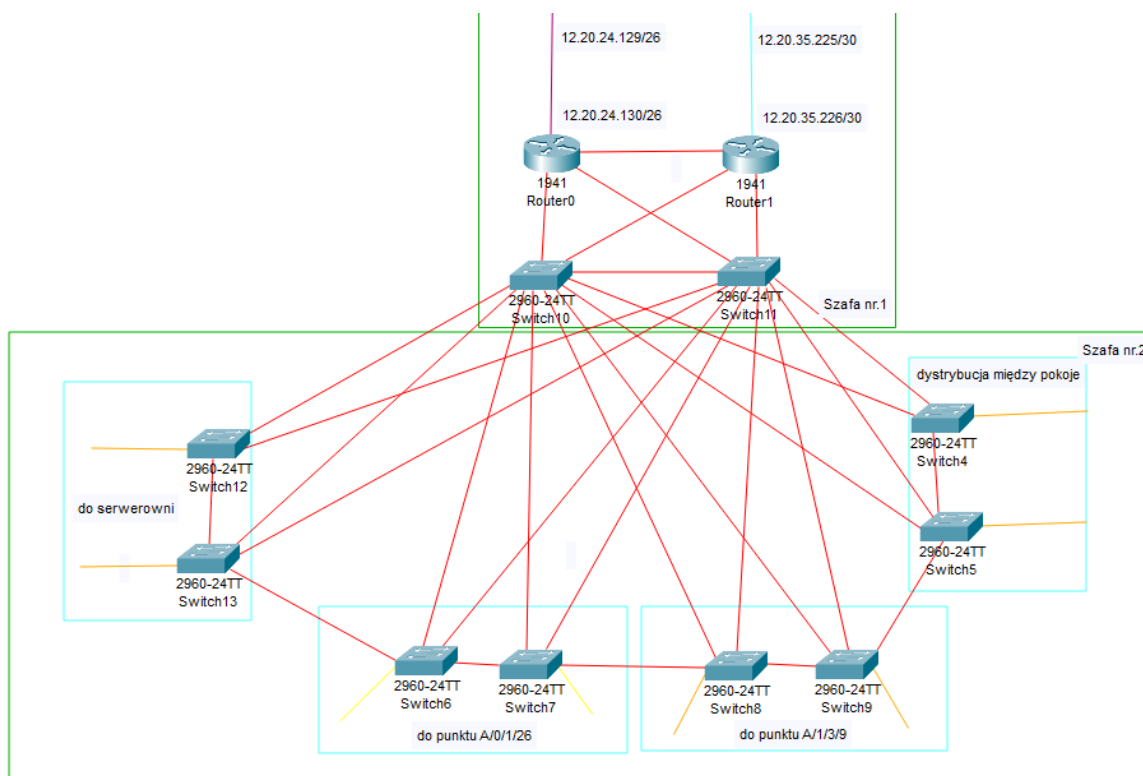 12.20.24.129/26
12.20.35.225/30
12.20.24.130/26
12.20.35.226/30
1941
Router0
1941
Router1
2960-24TT
Switch10
2960-24TT
Switch11
Szafa nr.1
Szafa nr.2
dystrybucja między pokoje
2960-24TT
Switch4
2960-24TT
Switch12
do serwerowni
2960-24TT
Switch13
2960-24TT
Switch5
2960-24TT
Switch6
2960-24TT
Switch7
2960-24TT
Switch8
2960-24TT
Switch9
do punktu A/0/1/26
do punktu A/1/3/9